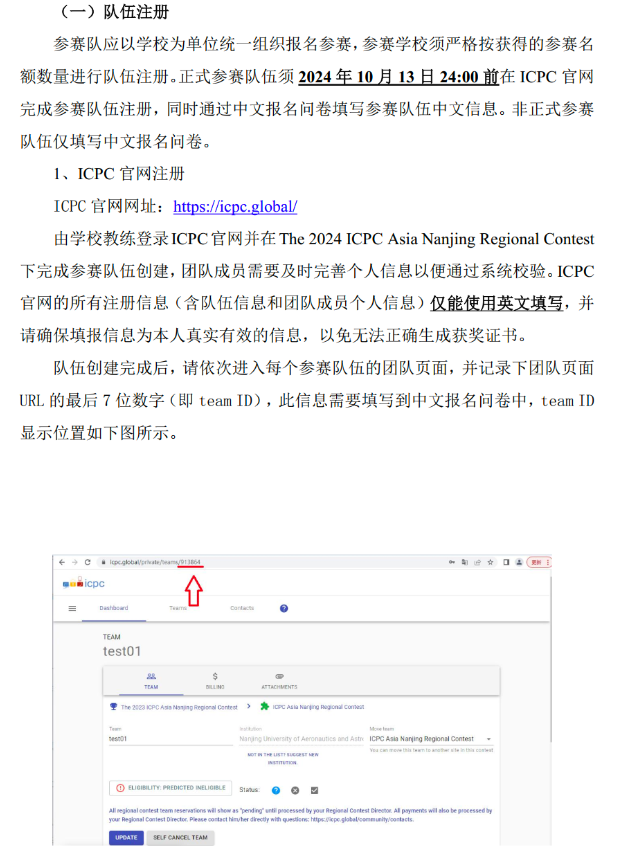 （一）队伍注册
参赛队应以学校为单位统一组织报名参赛，参赛学校须严格按获得的参赛名
额数量进行队伍注册。正式参赛队伍须 2024 年 10 月 13 日 24:00 前在 ICPC 官网
完成参赛队伍注册，同时通过中文报名问卷填写参赛队伍中文信息。非正式参赛
队伍仅填写中文报名问卷。
1、ICPC 官网注册
ICPC 官网网址：https://icpc.global/
由学校教练登录 ICPC 官网并在 The 2024 ICPC Asia Nanjing Regional Contest
下完成参赛队伍创建，团队成员需要及时完善个人信息以便通过系统校验。ICPC
官网的所有注册信息（含队伍信息和团队成员个人信息）仅能使用英文填写，并
请确保填报信息为本人真实有效的信息，以免无法正确生成获奖证书。
队伍创建完成后，请依次进入每个参赛队伍的团队页面，并记录下团队页面
URL 的最后 7 位数字（即 team ID），此信息需要填写到中文报名问卷中，team ID
显示位置如下图所示。
icpc.global/private/teams/913864
更新
icpc
Dashboard Teams Contacts
TEAM
test01
TEAM BILLING ATTACHMENTS
The 2023 ICPC Asia Nanjing Regional Contest > ICPC Asia Nanjing Regional Contest
Team Institution Move team
test01 Nanjing University of Aeronautics and Astr ICPC Asia Nanjing Regional Contest
You can move this team to another site in this contest
NOT IN THE LIST? SUGGEST NEW
INSTITUTION.
ELIGIBILITY: PREDICTED INELIGIBLE Status:
All regional contest team reservations will show as "pending" until processed by your Regional Contest Director. All payments will also be processed by
your Regional Contest Director. Please contact him/her directly with questions: https://icpc.global/community/contacts.
UPDATE SELF CANCEL TEAM